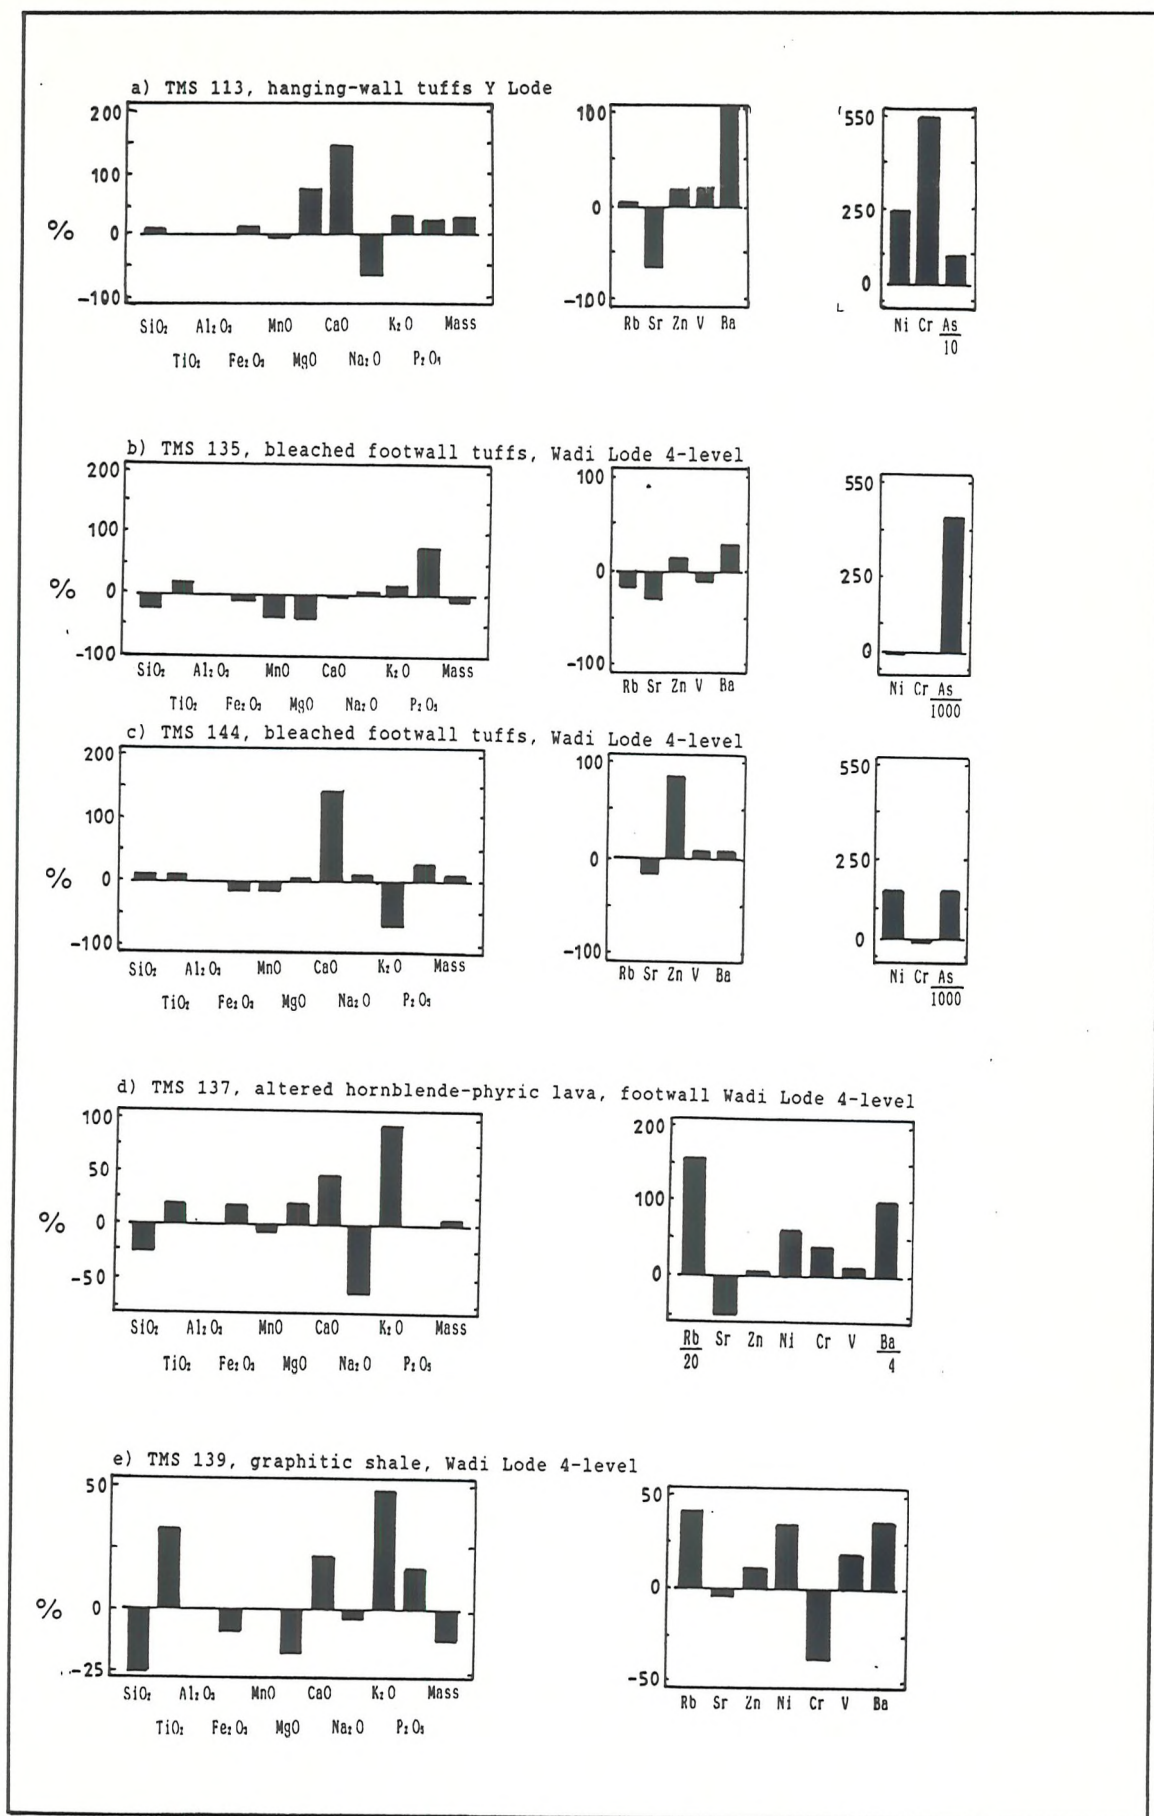 a) TMS 113, hanging-wall tuffs Y Lode
200
100
0
-100
%
SiO₂ Al₂O₃ MnO CaO K₂O Mass
TiO₂ Fe₂O₃ MgO Na₂O P₂O₅
100
0
-100
Rb Sr Zn V Ba
550
250
0
Ni Cr As
10
b) TMS 135, bleached footwall tuffs, Wadi Lode 4-level
200
100
0
-100
%
SiO₂ Al₂O₃ MnO CaO K₂O Mass
TiO₂ Fe₂O₃ MgO Na₂O P₂O₅
100
0
-100
Rb Sr Zn V Ba
550
250
0
Ni Cr As
1000
c) TMS 144, bleached footwall tuffs, Wadi Lode 4-level
200
100
0
-100
%
SiO₂ Al₂O₃ MnO CaO K₂O Mass
TiO₂ Fe₂O₃ MgO Na₂O P₂O₅
100
0
-100
Rb Sr Zn V Ba
550
250
0
Ni Cr As
1000
d) TMS 137, altered hornblende-phyric lava, footwall Wadi Lode 4-level
100
50
0
-50
%
SiO₂ Al₂O₃ MnO CaO K₂O Mass
TiO₂ Fe₂O₃ MgO Na₂O P₂O₅
200
100
0
Rb Sr Zn Ni Cr V Ba
20 4
e) TMS 139, graphitic shale, Wadi Lode 4-level
50
0
-25
%
SiO₂ Al₂O₃ MnO CaO K₂O Mass
TiO₂ Fe₂O₃ MgO Na₂O P₂O₅
50
0
-50
Rb Sr Zn Ni Cr V Ba